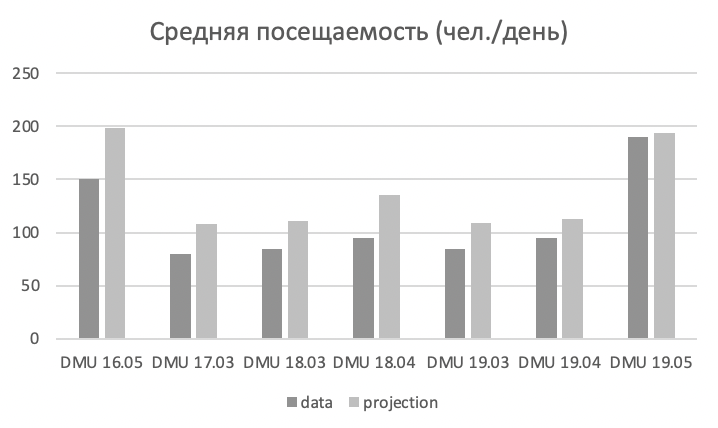 Средняя посещаемость (чел./день)
250
200
150
100
50
0
DMU 16.05 DMU 17.03 DMU 18.03 DMU 18.04 DMU 19.03 DMU 19.04 DMU 19.05
data projection